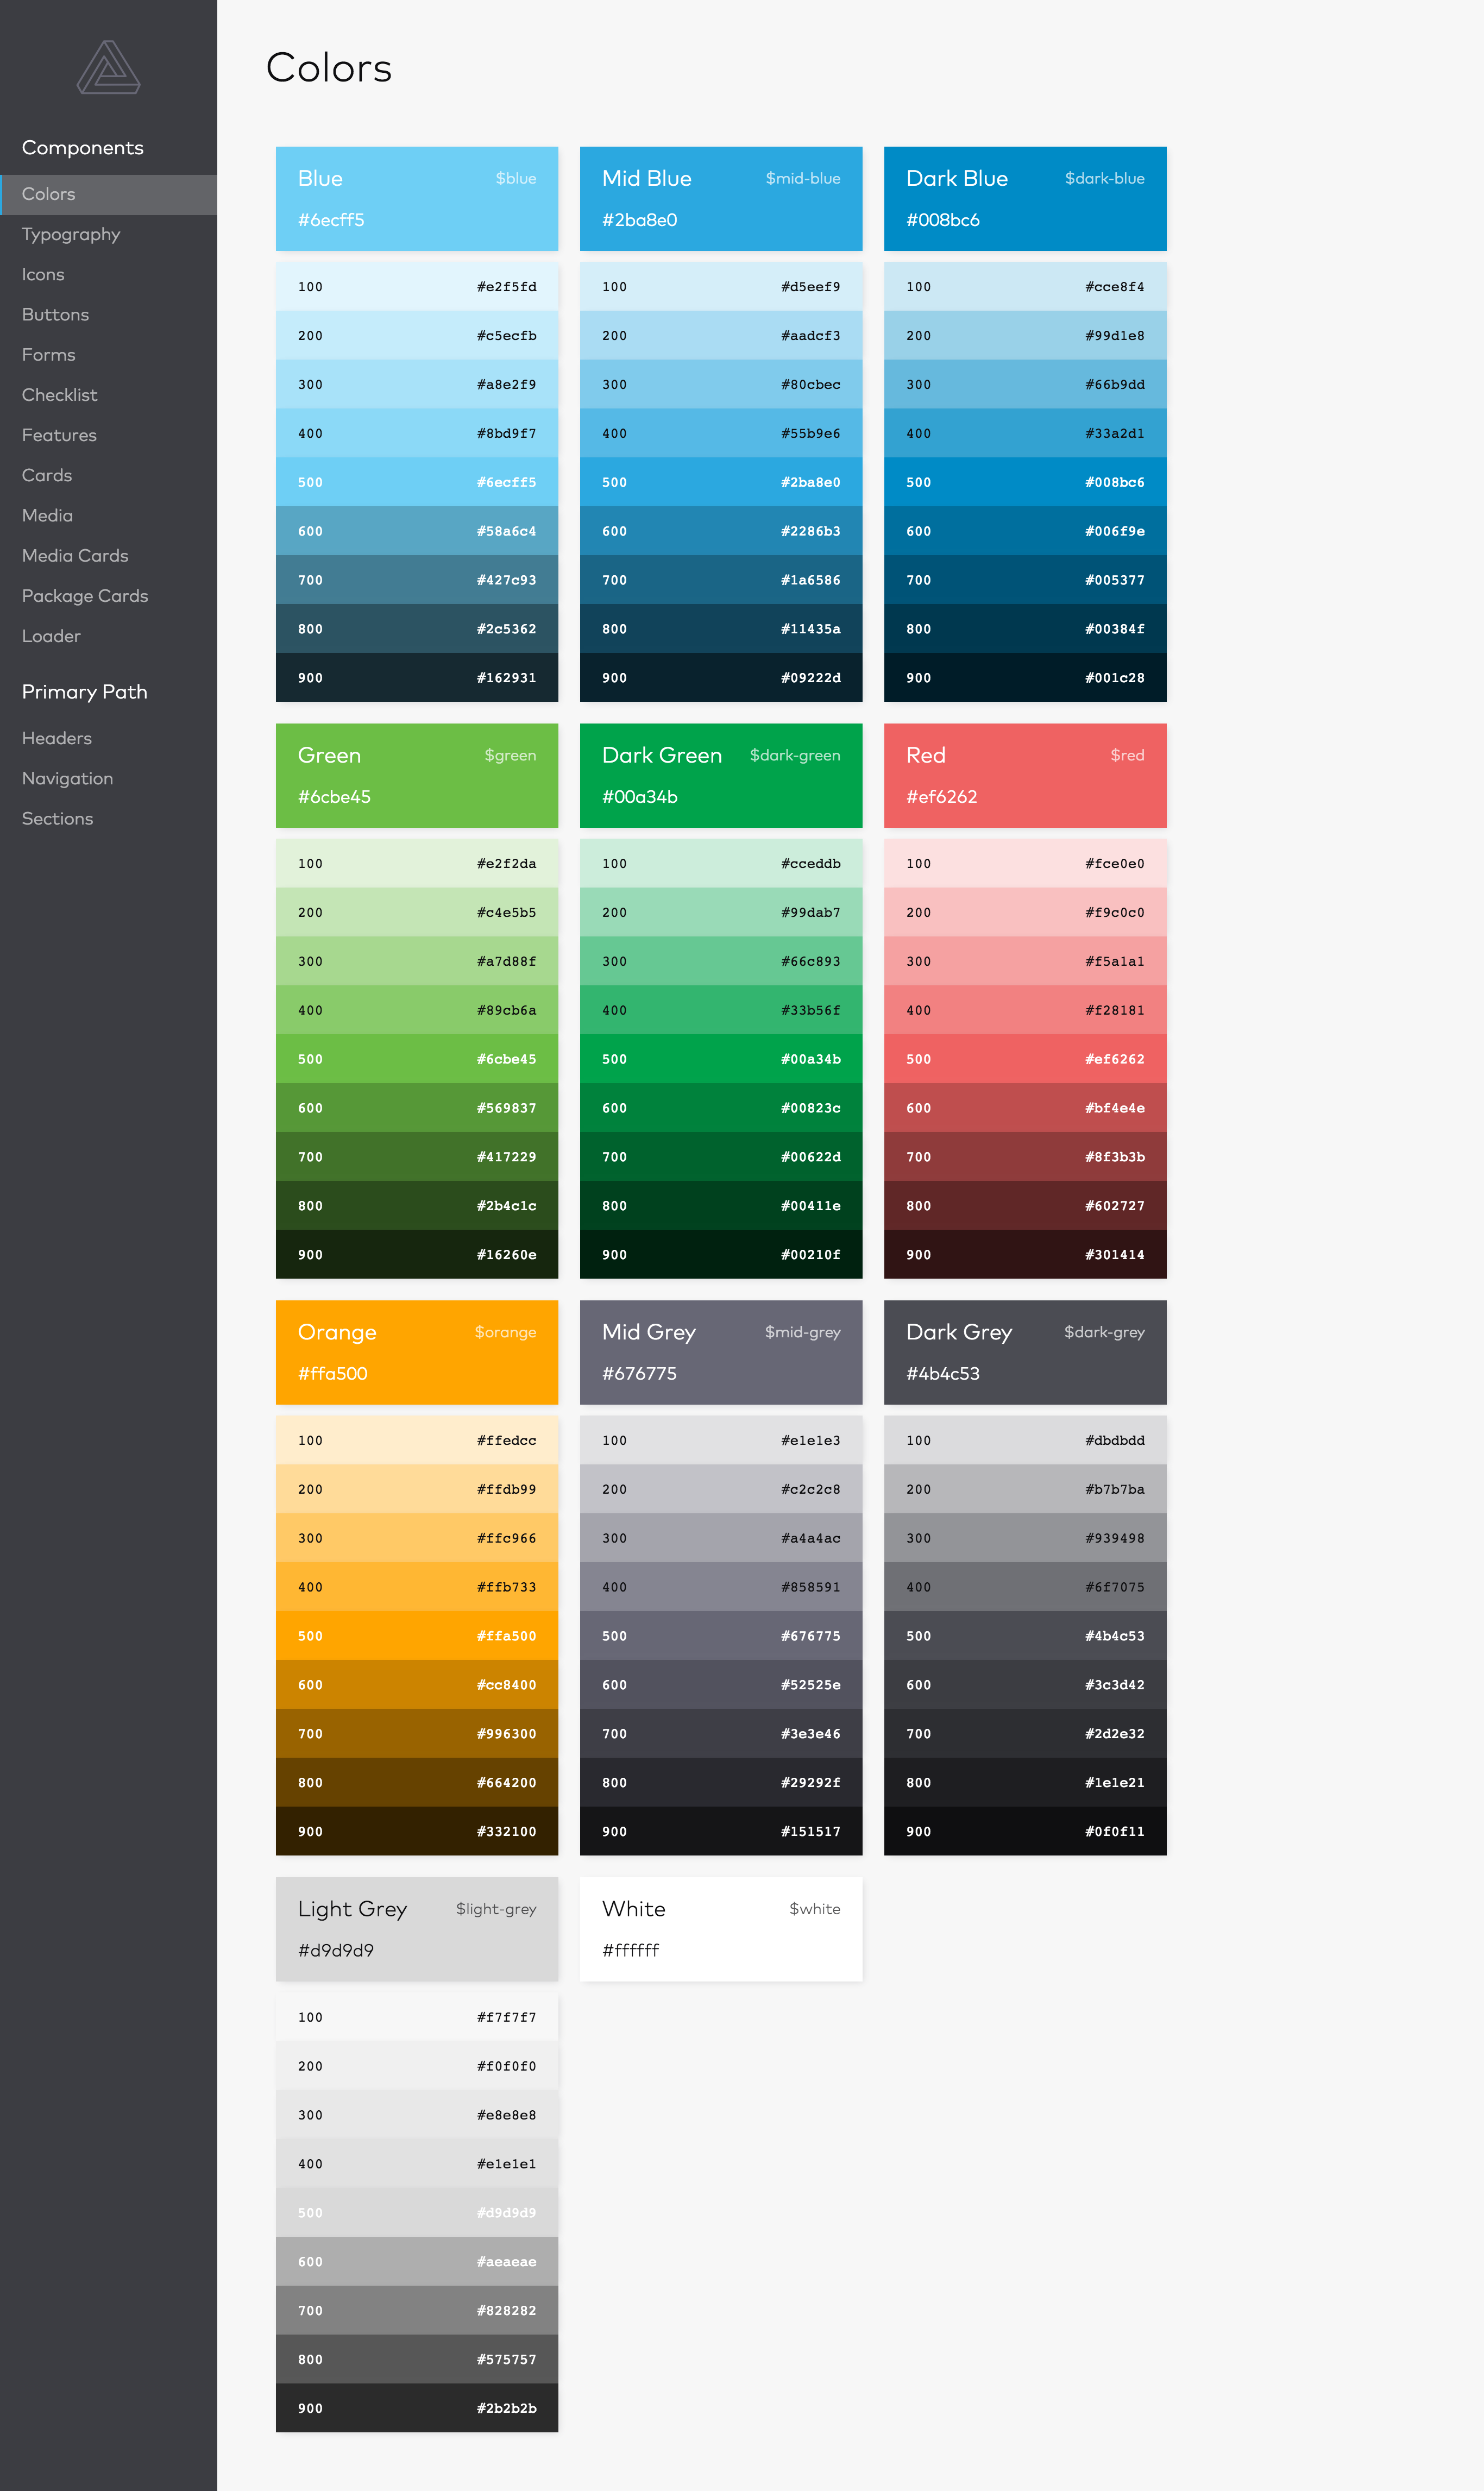 Components
Colors
Typography
Icons
Buttons
Forms
Checklist
Features
Cards
Media
Media Cards
Package Cards
Loader
Primary Path
Headers
Navigation
Sections
Colors
Blue $blue
#6ecff5
100 #e2f5fd
200 #c5ecfb
300 #a8e2f9
400 #8bd9f7
500 #6ecff5
600 #58a6c4
700 #427c93
800 #2c5362
900 #162931
Mid Blue $mid-blue
#2ba8e0
100 #d5eef9
200 #aadcf3
300 #80cbec
400 #55b9e6
500 #2ba8e0
600 #2286b3
700 #1a6586
800 #11435a
900 #09222d
Dark Blue $dark-blue
#008bc6
100 #cce8f4
200 #99d1e8
300 #66b9dd
400 #33a2d1
500 #008bc6
600 #006f9e
700 #005377
800 #00384f
900 #001c28
Green $green
#6cbe45
100 #e2f2da
200 #c4e5b5
300 #a7d88f
400 #89cb6a
500 #6cbe45
600 #569837
700 #417229
800 #2b4c1c
900 #16260e
Dark Green $dark-green
#00a34b
100 #cceddb
200 #99dab7
300 #66c893
400 #33b56f
500 #00a34b
600 #00823c
700 #00622d
800 #00411e
900 #00210f
Red $red
#ef6262
100 #fce0e0
200 #f9c0c0
300 #f5a1a1
400 #f28181
500 #ef6262
600 #bf4e4e
700 #8f3b3b
800 #602727
900 #301414
Orange $orange
#ffa500
100 #ffedcc
200 #ffdb99
300 #ffc966
400 #ffb733
500 #ffa500
600 #cc8400
700 #996300
800 #664200
900 #332100
Mid Grey $mid-grey
#676775
100 #e1e1e3
200 #c2c2c8
300 #a4a4ac
400 #858591
500 #676775
600 #52525e
700 #3e3e46
800 #29292f
900 #151517
Dark Grey $dark-grey
#4b4c53
100 #dbdbdd
200 #b7b7ba
300 #939498
400 #6f7075
500 #4b4c53
600 #3c3d42
700 #2d2e32
800 #1e1e21
900 #0f0f11
Light Grey $light-grey
#d9d9d9
100 #f7f7f7
200 #f0f0f0
300 #e8e8e8
400 #e1e1e1
500 #d9d9d9
600 #aeaeae
700 #828282
800 #575757
900 #2b2b2b
White $white
#ffffff